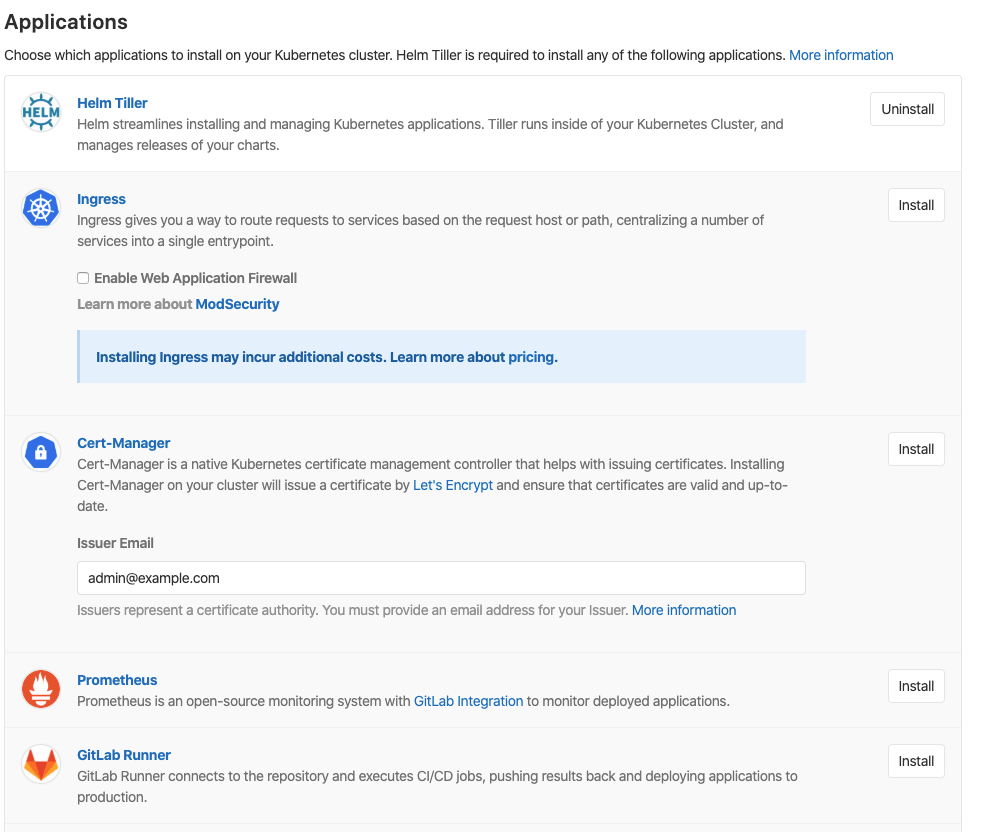 Applications
Choose which applications to install on your Kubernetes cluster. Helm Tiller is required to install any of the following applications. More information
HELM
Helm Tiller
Uninstall
Helm streamlines installing and managing Kubernetes applications. Tiller runs inside of your Kubernetes Cluster, and
manages releases of your charts.
Ingress
Install
Ingress gives you a way to route requests to services based on the request host or path, centralizing a number of
services into a single entrypoint.
Enable Web Application Firewall
Learn more about ModSecurity
Installing Ingress may incur additional costs. Learn more about pricing.
Cert-Manager
Install
Cert-Manager is a native Kubernetes certificate management controller that helps with issuing certificates. Installing
Cert-Manager on your cluster will issue a certificate by Let's Encrypt and ensure that certificates are valid and up-to-
date.
Issuer Email
admin@example.com
Issuers represent a certificate authority. You must provide an email address for your Issuer. More information
Prometheus
Install
Prometheus is an open-source monitoring system with GitLab Integration to monitor deployed applications.
GitLab Runner
Install
GitLab Runner connects to the repository and executes CI/CD jobs, pushing results back and deploying applications to
production.